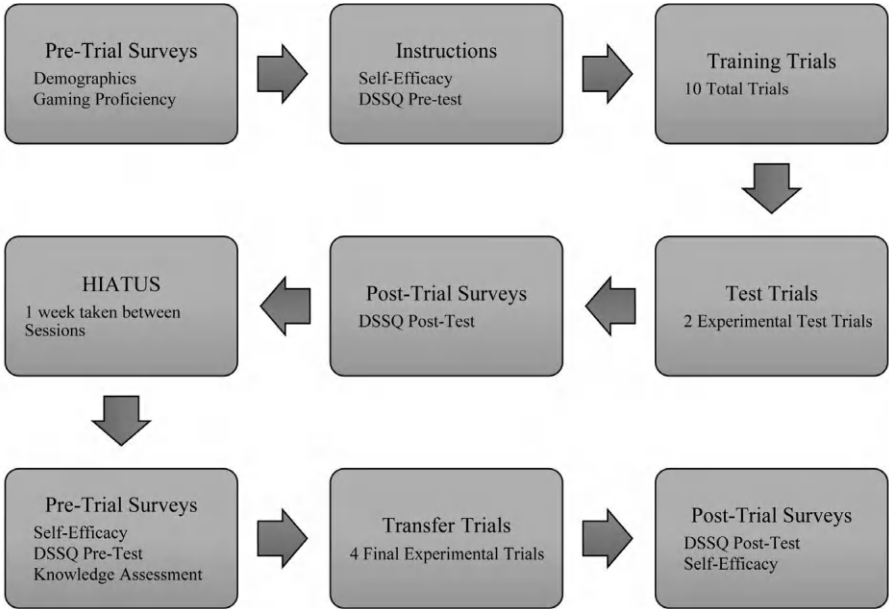 Pre-Trial Surveys
Demographics
Gaming Proficiency
Instructions
Self-Efficacy
DSSQ Pre-test
Training Trials
10 Total Trials
Test Trials
2 Experimental Test Trials
Post-Trial Surveys
DSSQ Post-Test
HIATUS
1 week taken between
Sessions
Pre-Trial Surveys
Self-Efficacy
DSSQ Pre-Test
Knowledge Assessment
Transfer Trials
4 Final Experimental Trials
Post-Trial Surveys
DSSQ Post-Test
Self-Efficacy